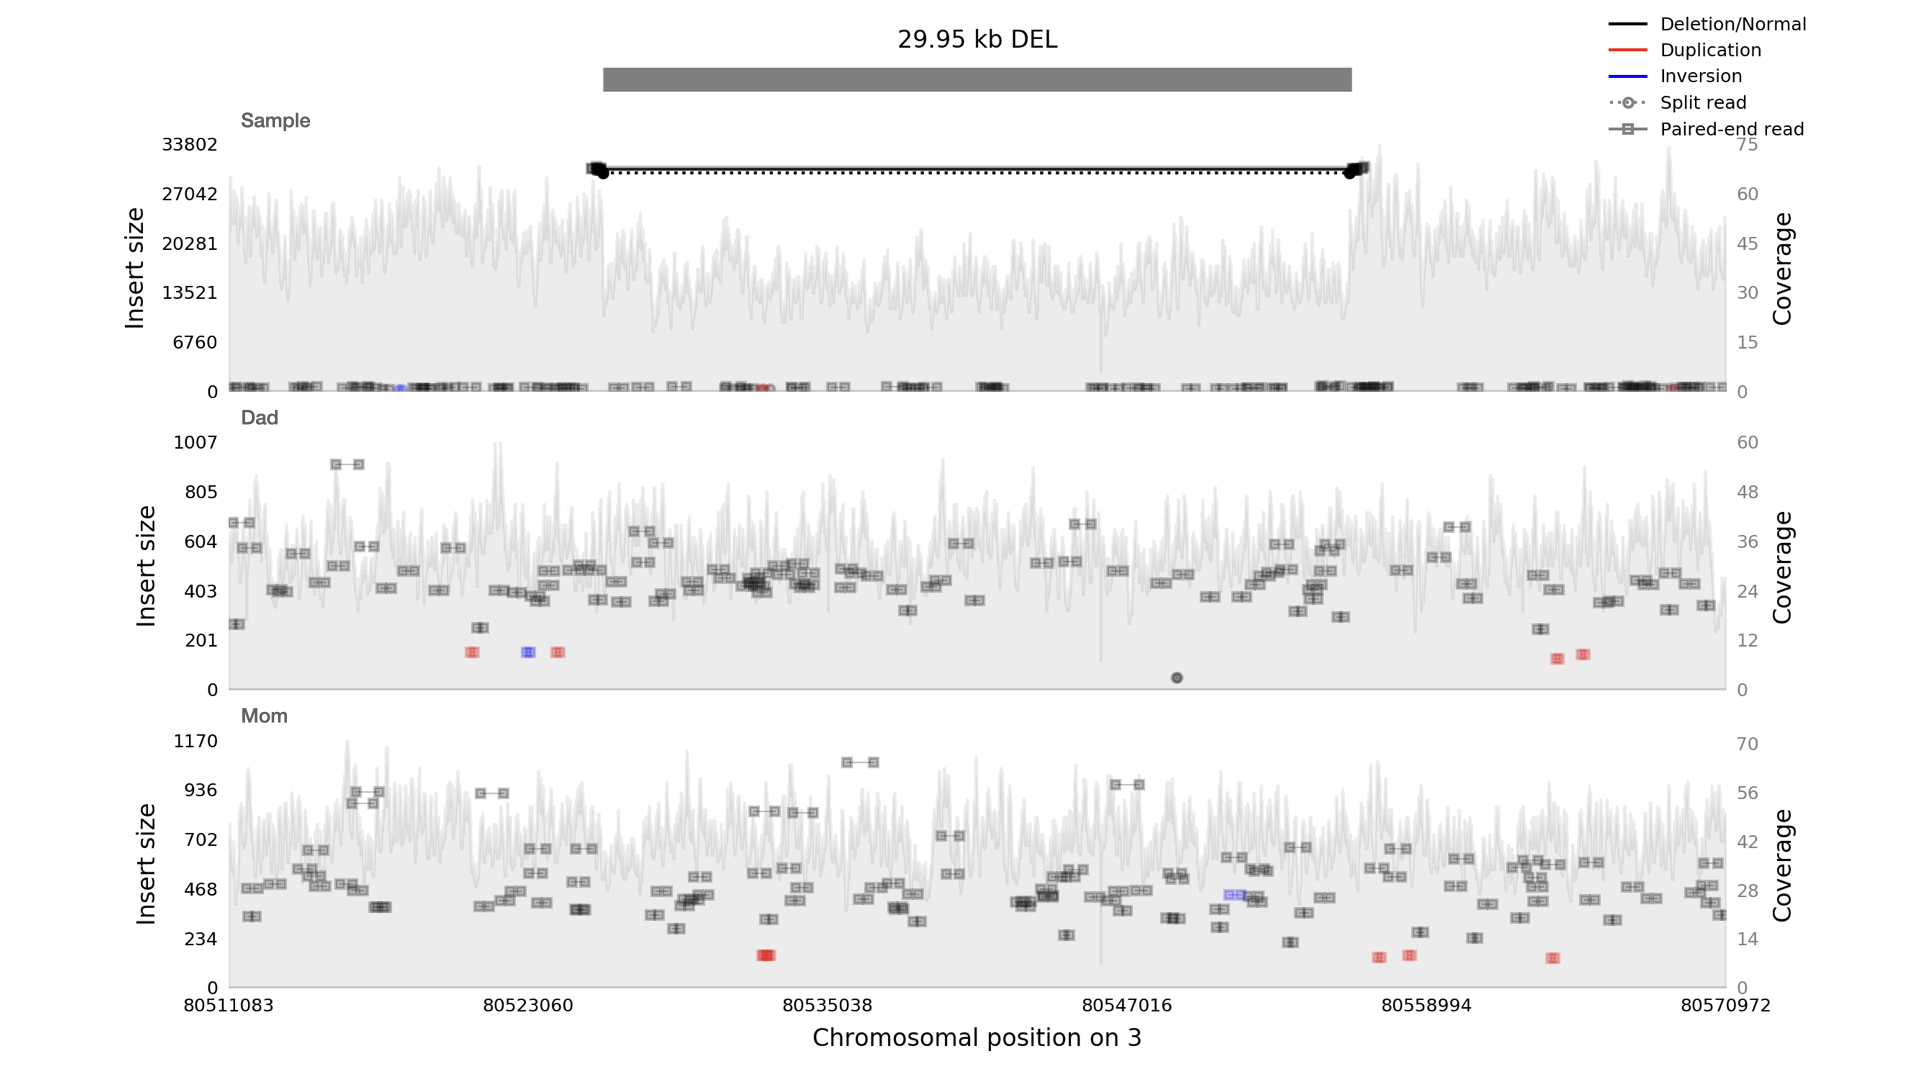 29.95 kb DEL
Deletion/Normal
Duplication
Inversion
Split read
Paired-end read
Sample
33802
27042
20281
13521
6760
0
Insert size
75
60
45
30
15
0
Coverage
Dad
1007
805
604
403
201
0
Insert size
60
48
36
24
12
0
Coverage
Mom
1170
936
702
468
234
0
Insert size
70
56
42
28
14
0
Coverage
80511083 80523060 80535038 80547016 80558994 80570972
Chromosomal position on 3